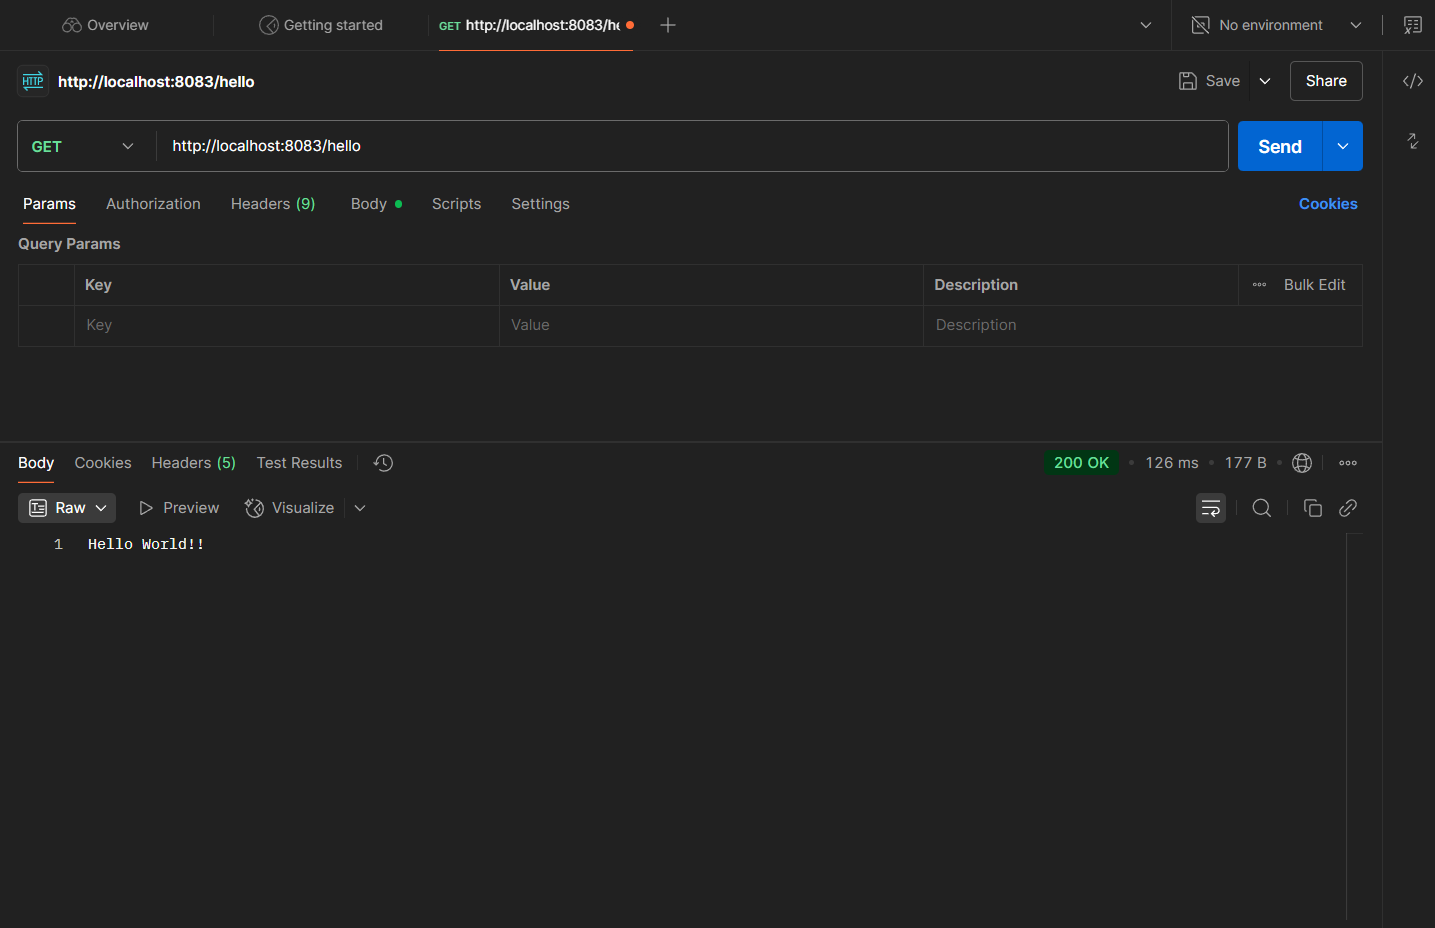 Overview Getting started GET http://localhost:8083/he No environment
HTTP http://localhost:8083/hello Save Share
GET http://localhost:8083/hello Send
Params Authorization Headers (9) Body Scripts Settings Cookies
Query Params
Key Value Description Bulk Edit
Key Value Description
Body Cookies Headers (5) Test Results 200 OK 126 ms 177 B
Raw Preview Visualize
1 Hello World!!